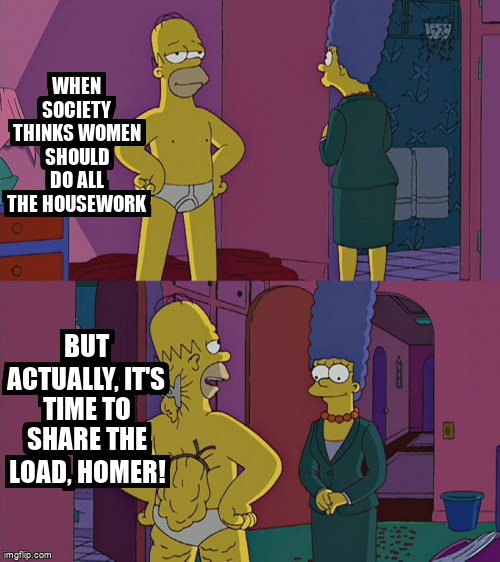 WHEN
SOCIETY
THINKS WOMEN
SHOULD
DO ALL
THE HOUSEWORK
BUT
ACTUALLY, IT'S
TIME TO
SHARE THE
LOAD, HOMER!
imgflip.com